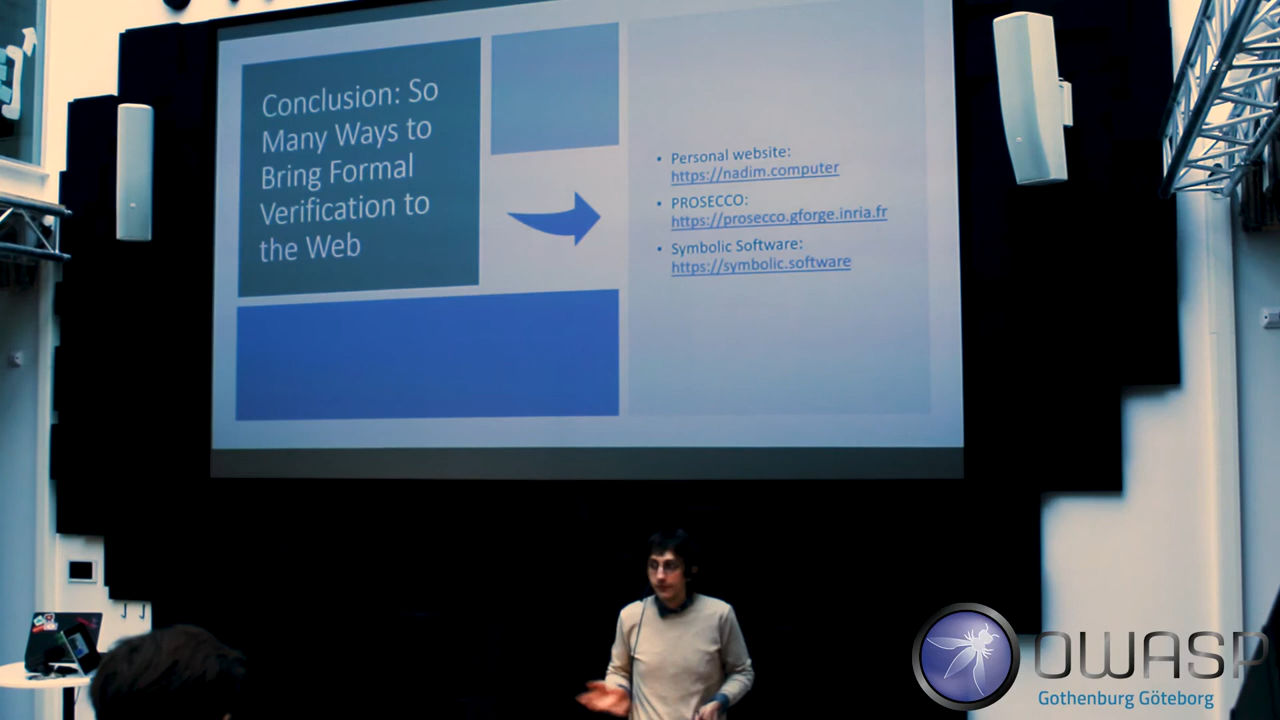 Conclusion: So
Many Ways to
Bring Formal
Verification to
the Web
• Personal website:
https://nadim.computer
• PROSECCO:
https://prosecco.gforge.inria.fr
• Symbolic Software:
https://symbolic.software
OWASP
Gothenburg Göteborg